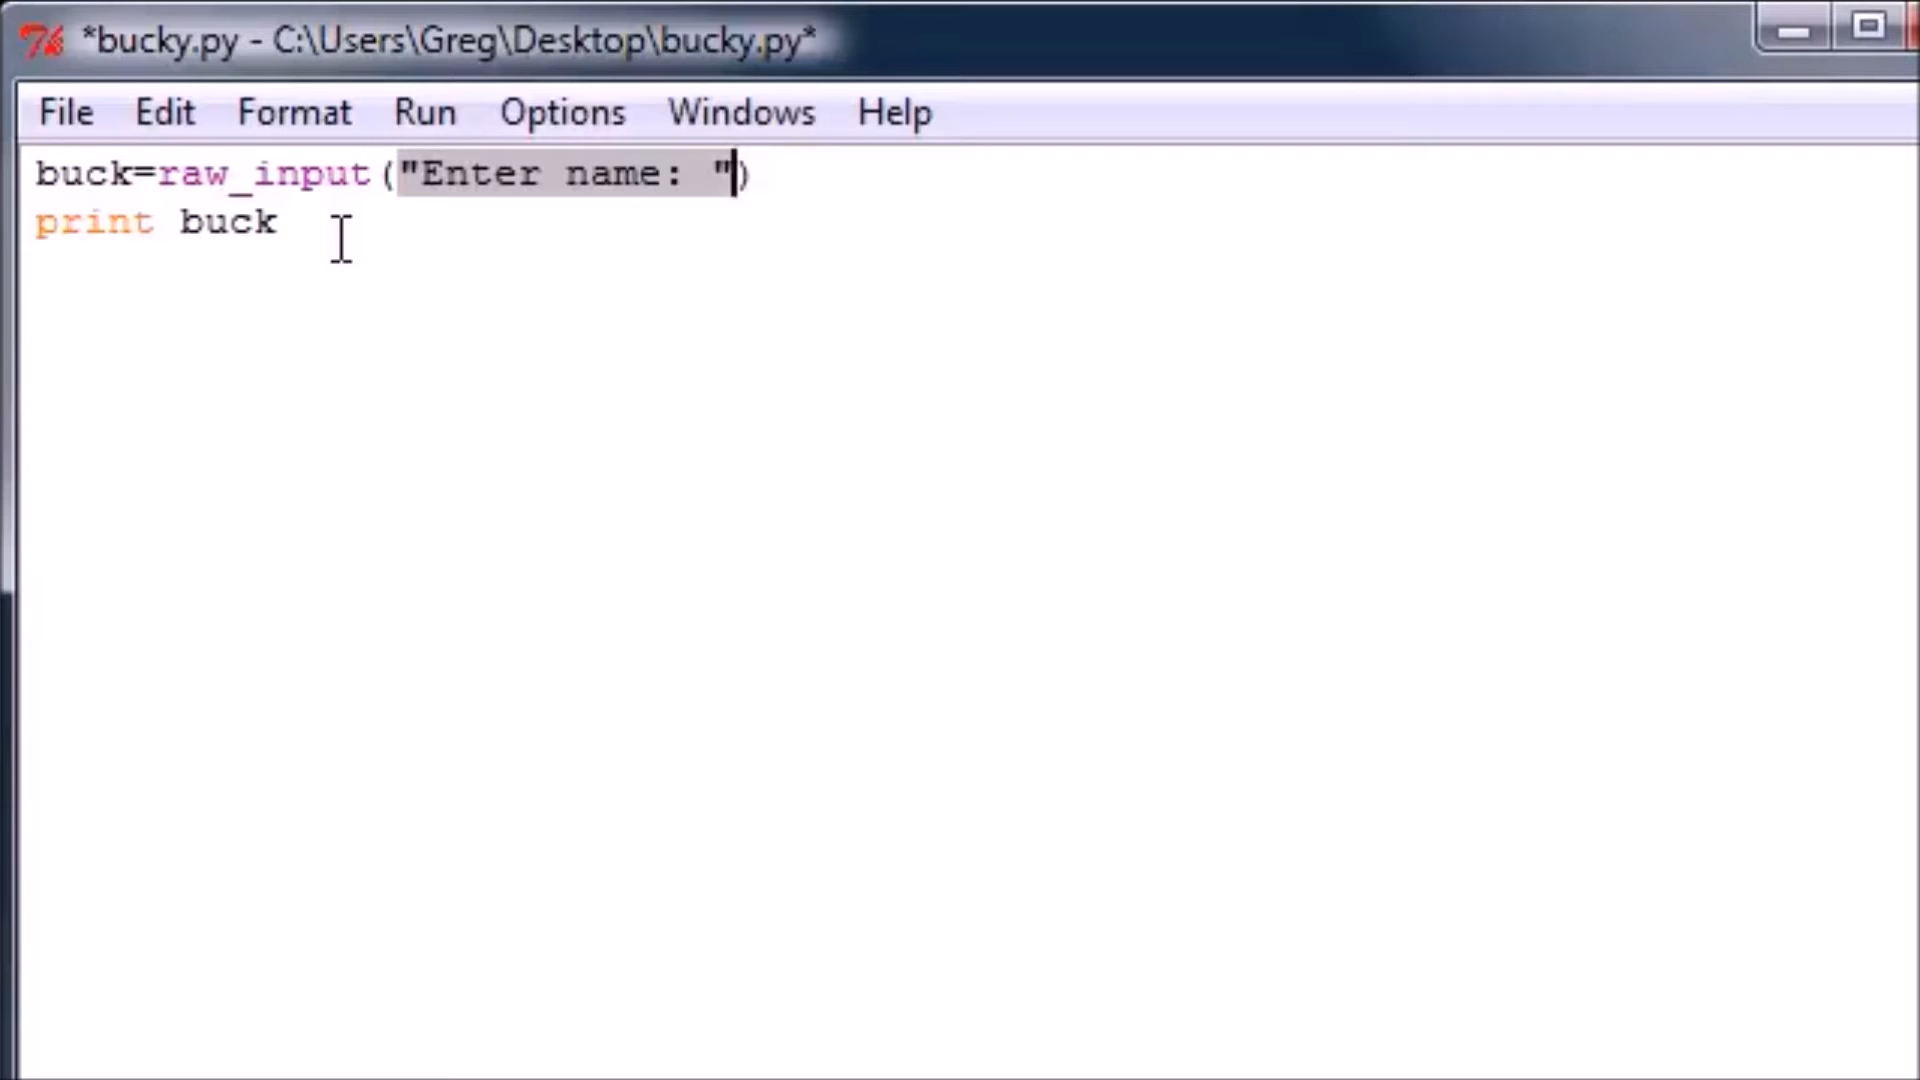 *bucky.py - C:\Users\Greg\Desktop\bucky.py*
File Edit Format Run Options Windows Help
buck=raw_input("Enter name: ")
print buck